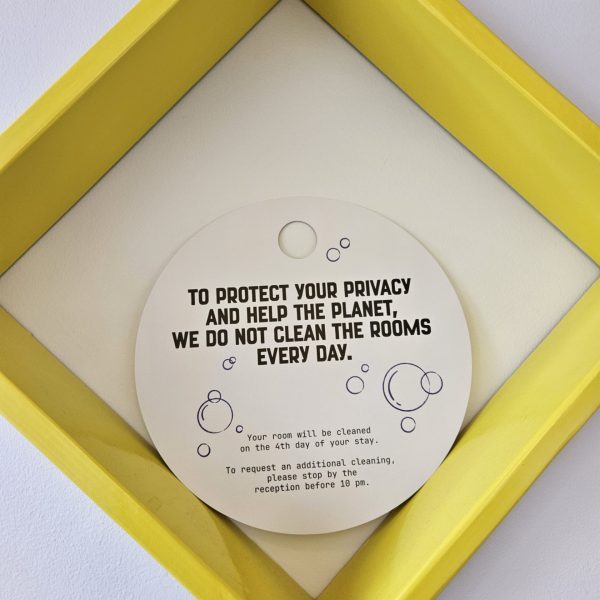 TO PROTECT YOUR PRIVACY
AND HELP THE PLANET,
WE DO NOT CLEAN THE ROOMS
EVERY DAY.
Your room will be cleaned
on the 4th day of your stay.
To request an additional cleaning,
please stop by the
reception before 10 pm.